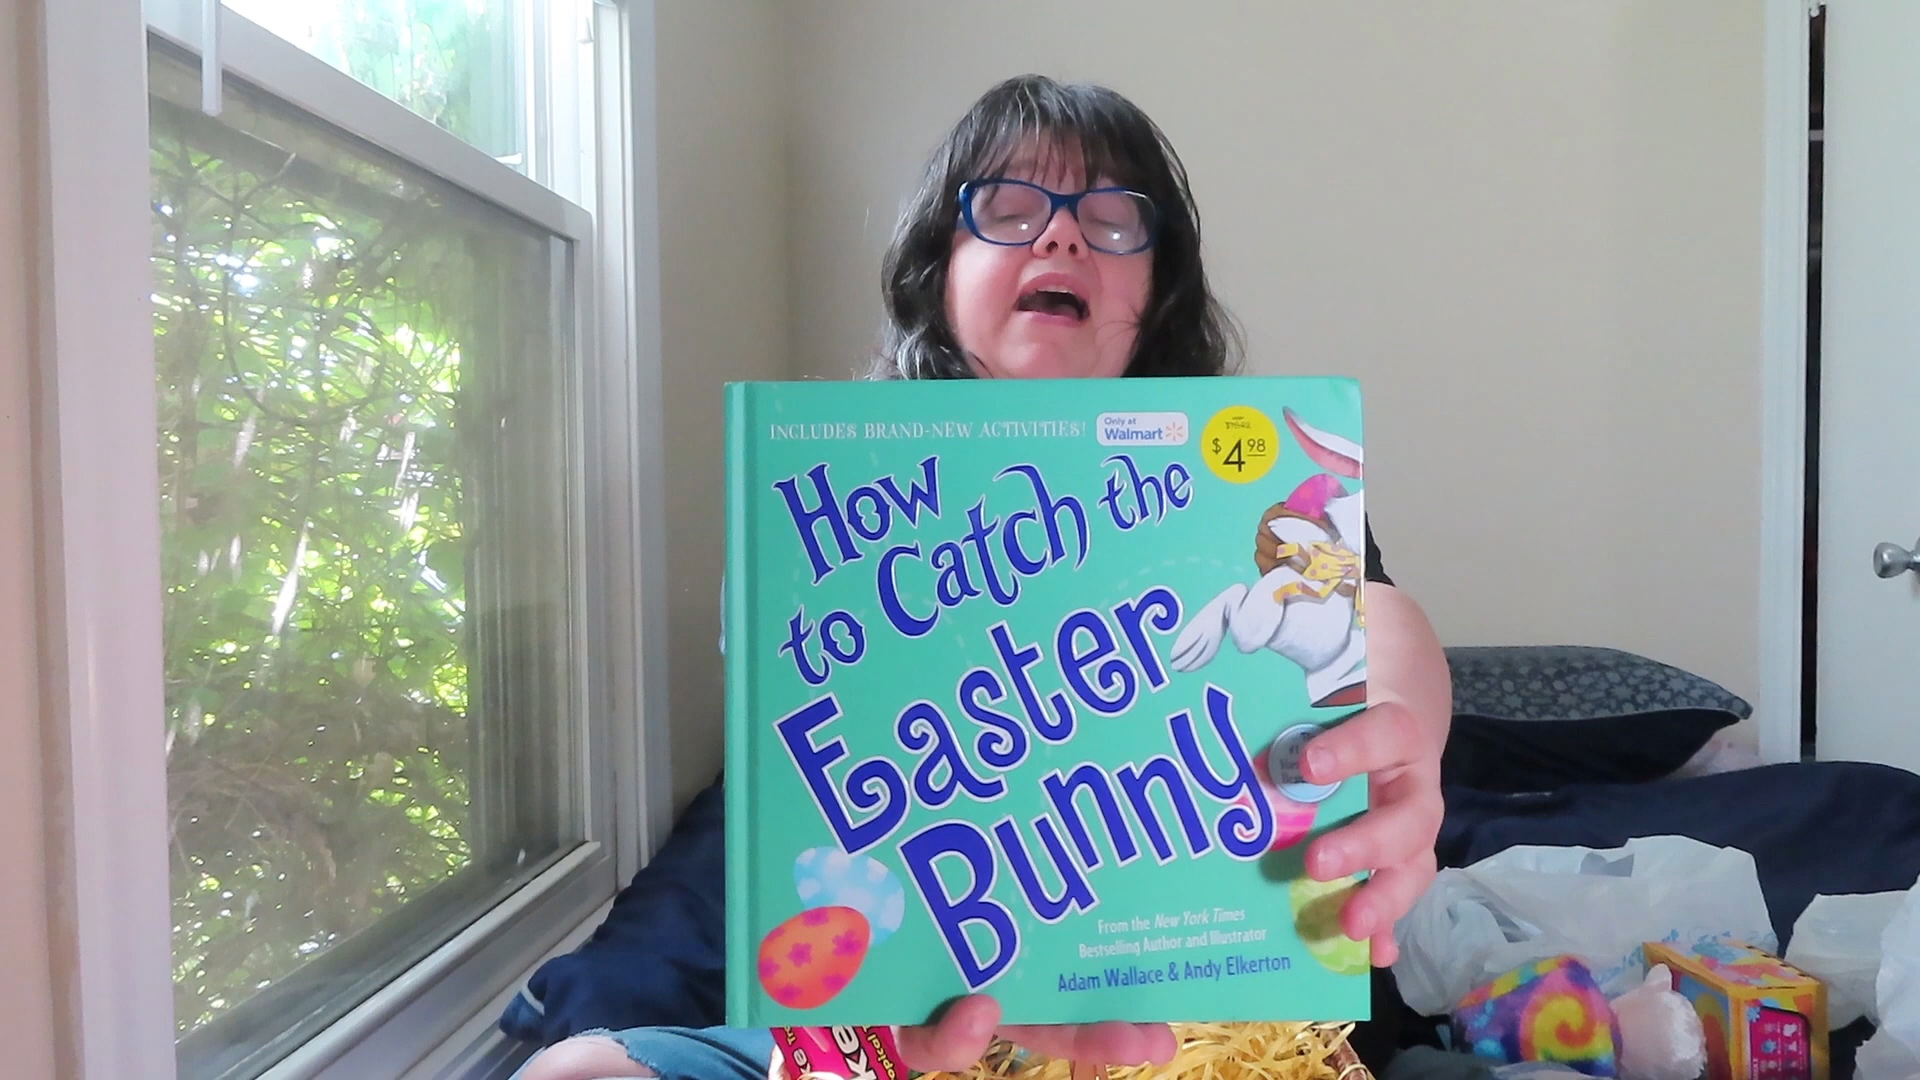 INCLUDES BRAND-NEW ACTIVITIES!
Only at
Walmart
$4.98
How
to Catch the
Easter
Bunny
From the New York Times
Bestselling Author and Illustrator
Adam Wallace & Andy Elkerton